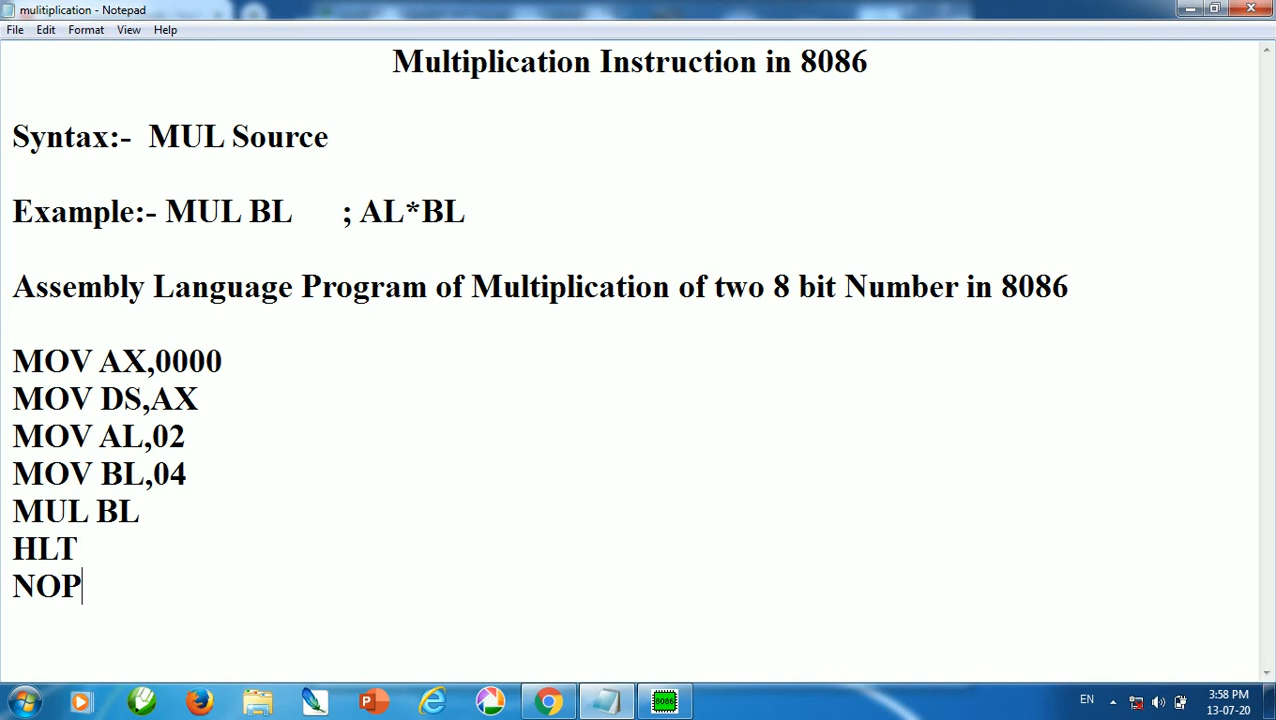 mulitiplication - Notepad
File Edit Format View Help
Multiplication Instruction in 8086
Syntax:- MUL Source
Example:- MUL BL ; AL*BL
Assembly Language Program of Multiplication of two 8 bit Number in 8086
MOV AX,0000
MOV DS,AX
MOV AL,02
MOV BL,04
MUL BL
HLT
NOP
8086
EN
3:58 PM
13-07-20